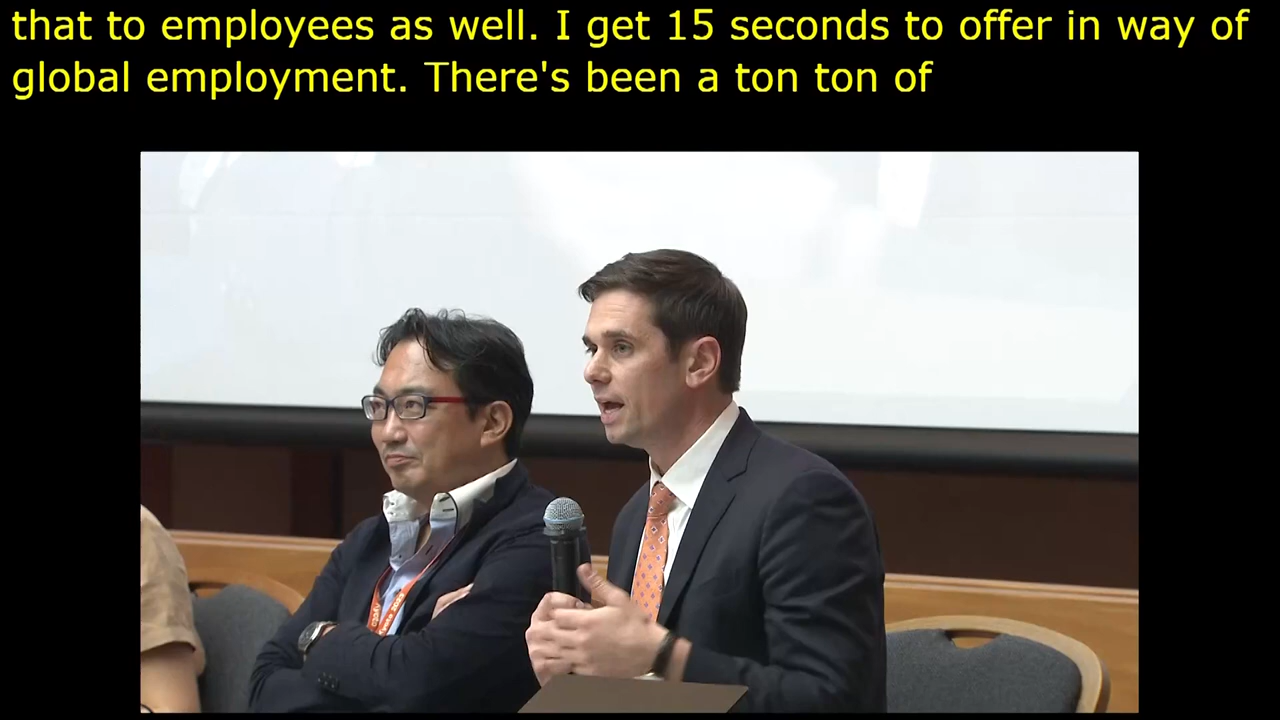 that to employees as well. I get 15 seconds to offer in way of
global employment. There's been a ton ton of